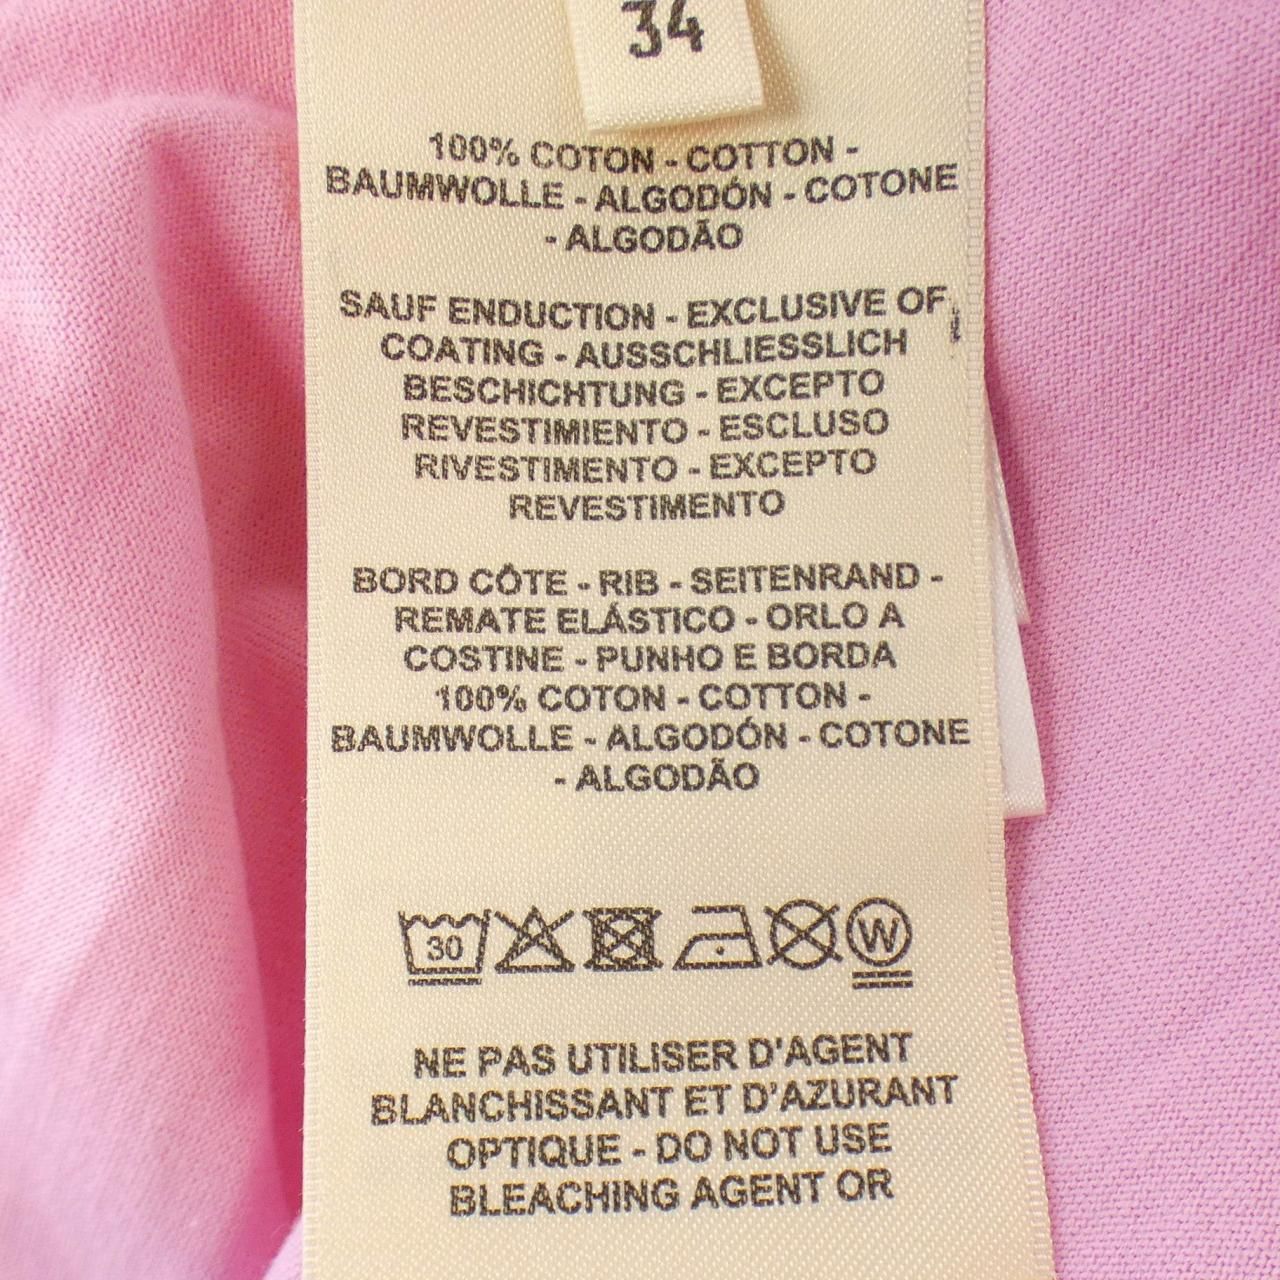 34
100% COTON - COTTON -
BAUMWOLLE - ALGODÓN - COTONE
- ALGODÃO
SAUF ENDUCTION - EXCLUSIVE OF
COATING - AUSSCHLIESSLICH
BESCHICHTUNG - EXCEPTO
REVESTIMIENTO - ESCLUSO
RIVESTIMENTO - EXCEPTO
REVESTIMENTO
BORD CÔTE - RIB - SEITENRAND -
REMATE ELÁSTICO - ORLO A
COSTINE - PUNHO E BORDA
100% COTON - COTTON -
BAUMWOLLE - ALGODÓN - COTONE
- ALGODÃO
30 W
NE PAS UTILISER D'AGENT
BLANCHISSANT ET D'AZURANT
OPTIQUE - DO NOT USE
BLEACHING AGENT OR